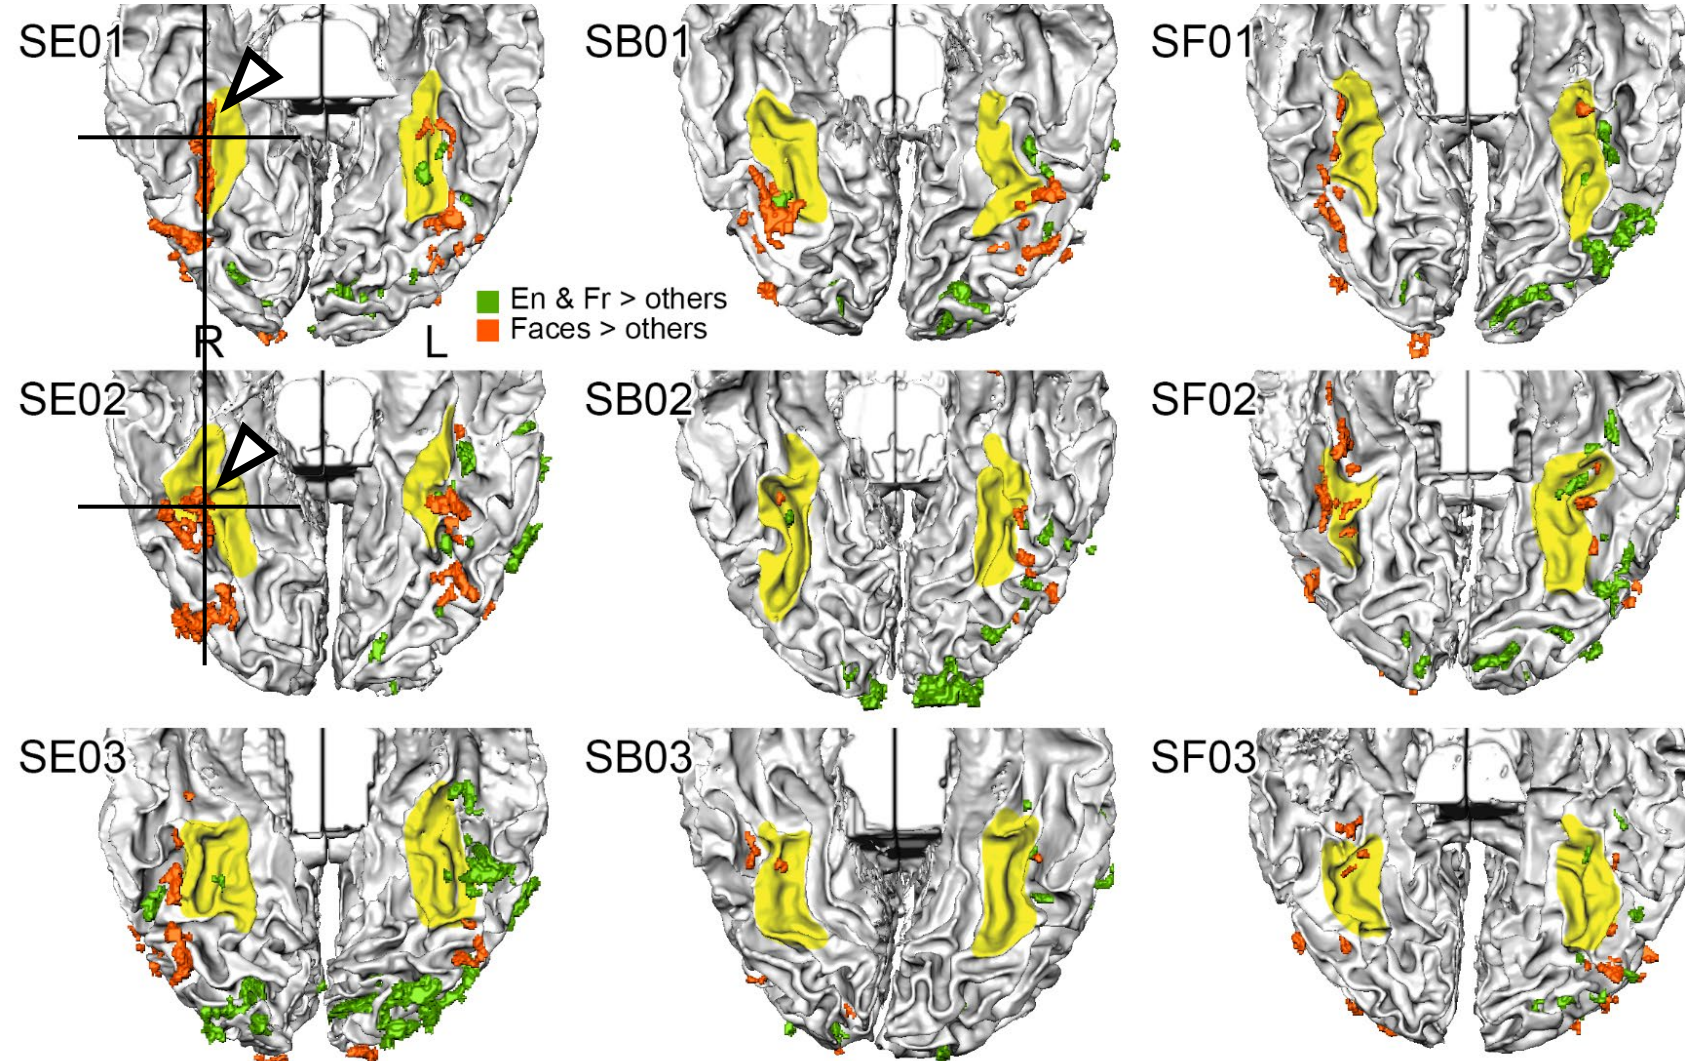 SE01
SB01
SF01
En & Fr > others
Faces > others
R
L
SE02
SB02
SF02
SE03
SB03
SF03